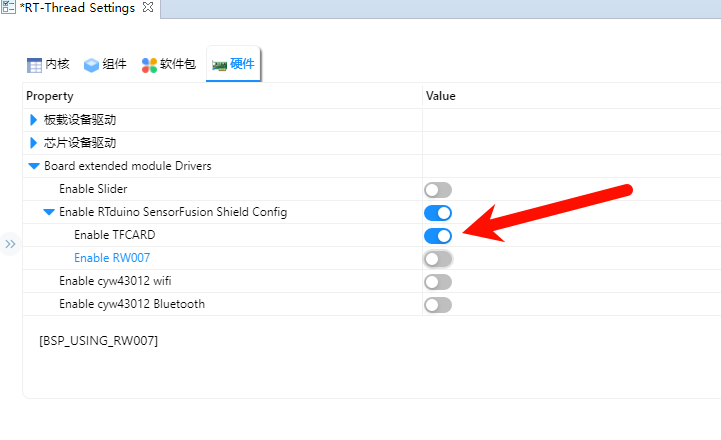 *RT-Thread Settings
内核 组件 软件包 硬件
Property Value
板载设备驱动
芯片设备驱动
Board extended module Drivers
Enable Slider
Enable RTduino SensorFusion Shield Config
Enable TFCARD
Enable RW007
Enable cyw43012 wifi
Enable cyw43012 Bluetooth
[BSP_USING_RW007]